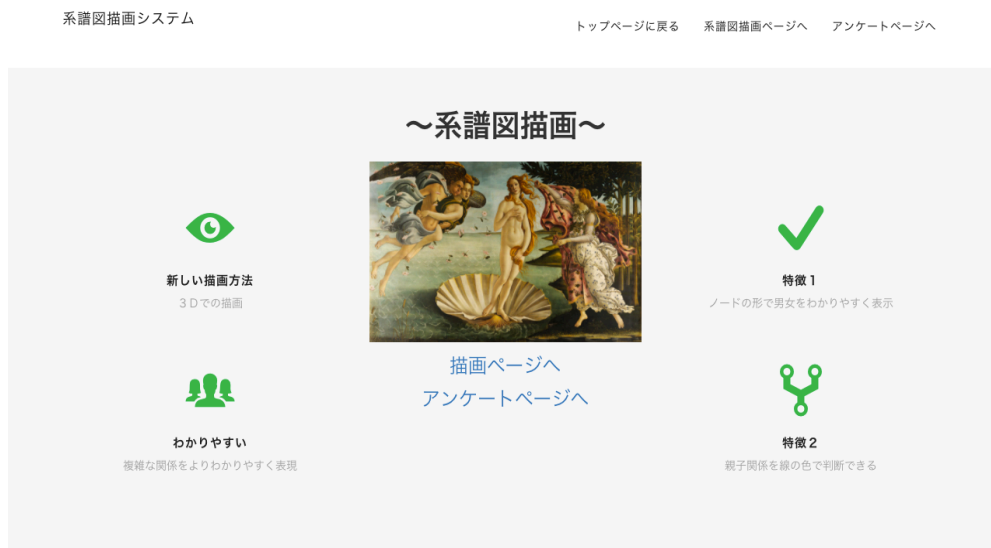 系譜図描画システム
トップページに戻る 系譜図描画ページへ アンケートページへ
〜系譜図描画〜
新しい描画方法
３Ｄでの描画
わかりやすい
複雑な関係をよりわかりやすく表現
描画ページへ
アンケートページへ
特徴１
ノードの形で男女をわかりやすく表示
特徴２
親子関係を線の色で判断できる